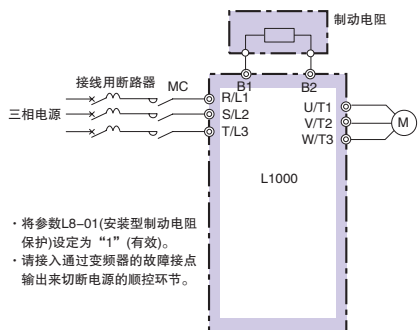 制动电阻
接线用断路器
MC
B1
B2
R/L1
U/T1
三相电源
S/L2
V/T2
M
T/L3
W/T3
L1000
・将参数L8-01(安装型制动电阻
保护)设定为“1”(有效)。
・请接入通过变频器的故障接点
输出来切断电源的顺控环节。